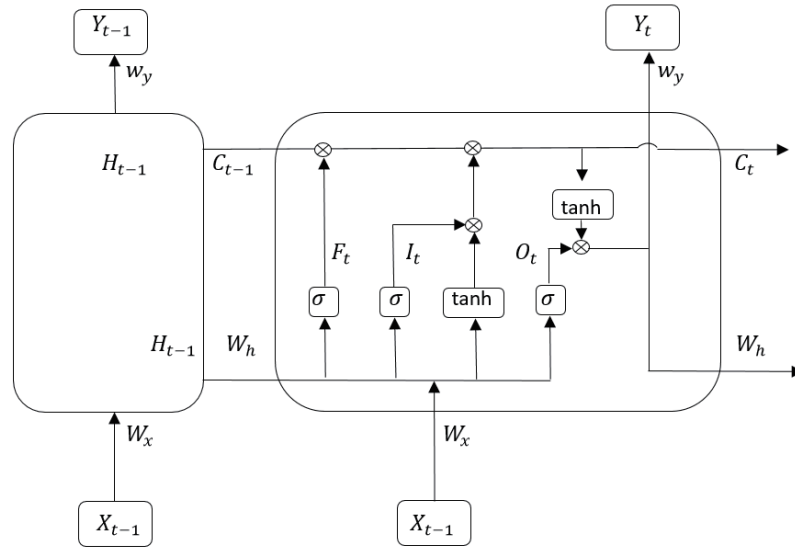 Y_{t-1} Y_t
w_y w_y
H_{t-1} C_{t-1} C_t
tanh
F_t I_t O_t
σ σ tanh σ
H_{t-1} W_h W_h
W_x W_x
X_{t-1} X_{t-1}